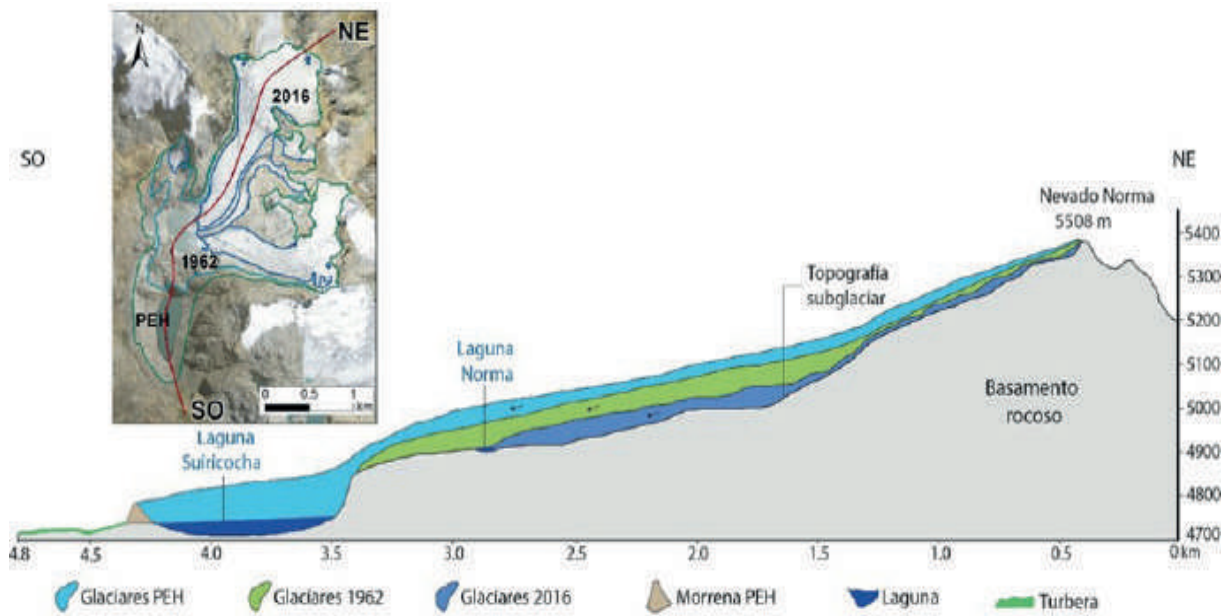 N
NE
2016
1962
PEH
SO
0 0.5 1
km
SO
NE
Nevado Norma
5508 m
Topografía
subglaciar
Laguna
Norma
Laguna
Suiricocha
Basamento
rocoso
5400
5300
5200
5100
5000
4900
4800
4700
4.8 4.5 4.0 3.5 3.0 2.5 2.0 1.5 1.0 0.5 0 km
Glaciares PEH Glaciares 1962 Glaciares 2016 Morrena PEH Laguna Turbera